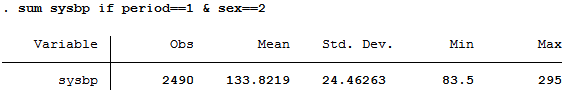 . sum sysbp if period==1 & sex==2
Variable Obs Mean Std. Dev. Min Max
sysbp 2490 133.8219 24.46263 83.5 295